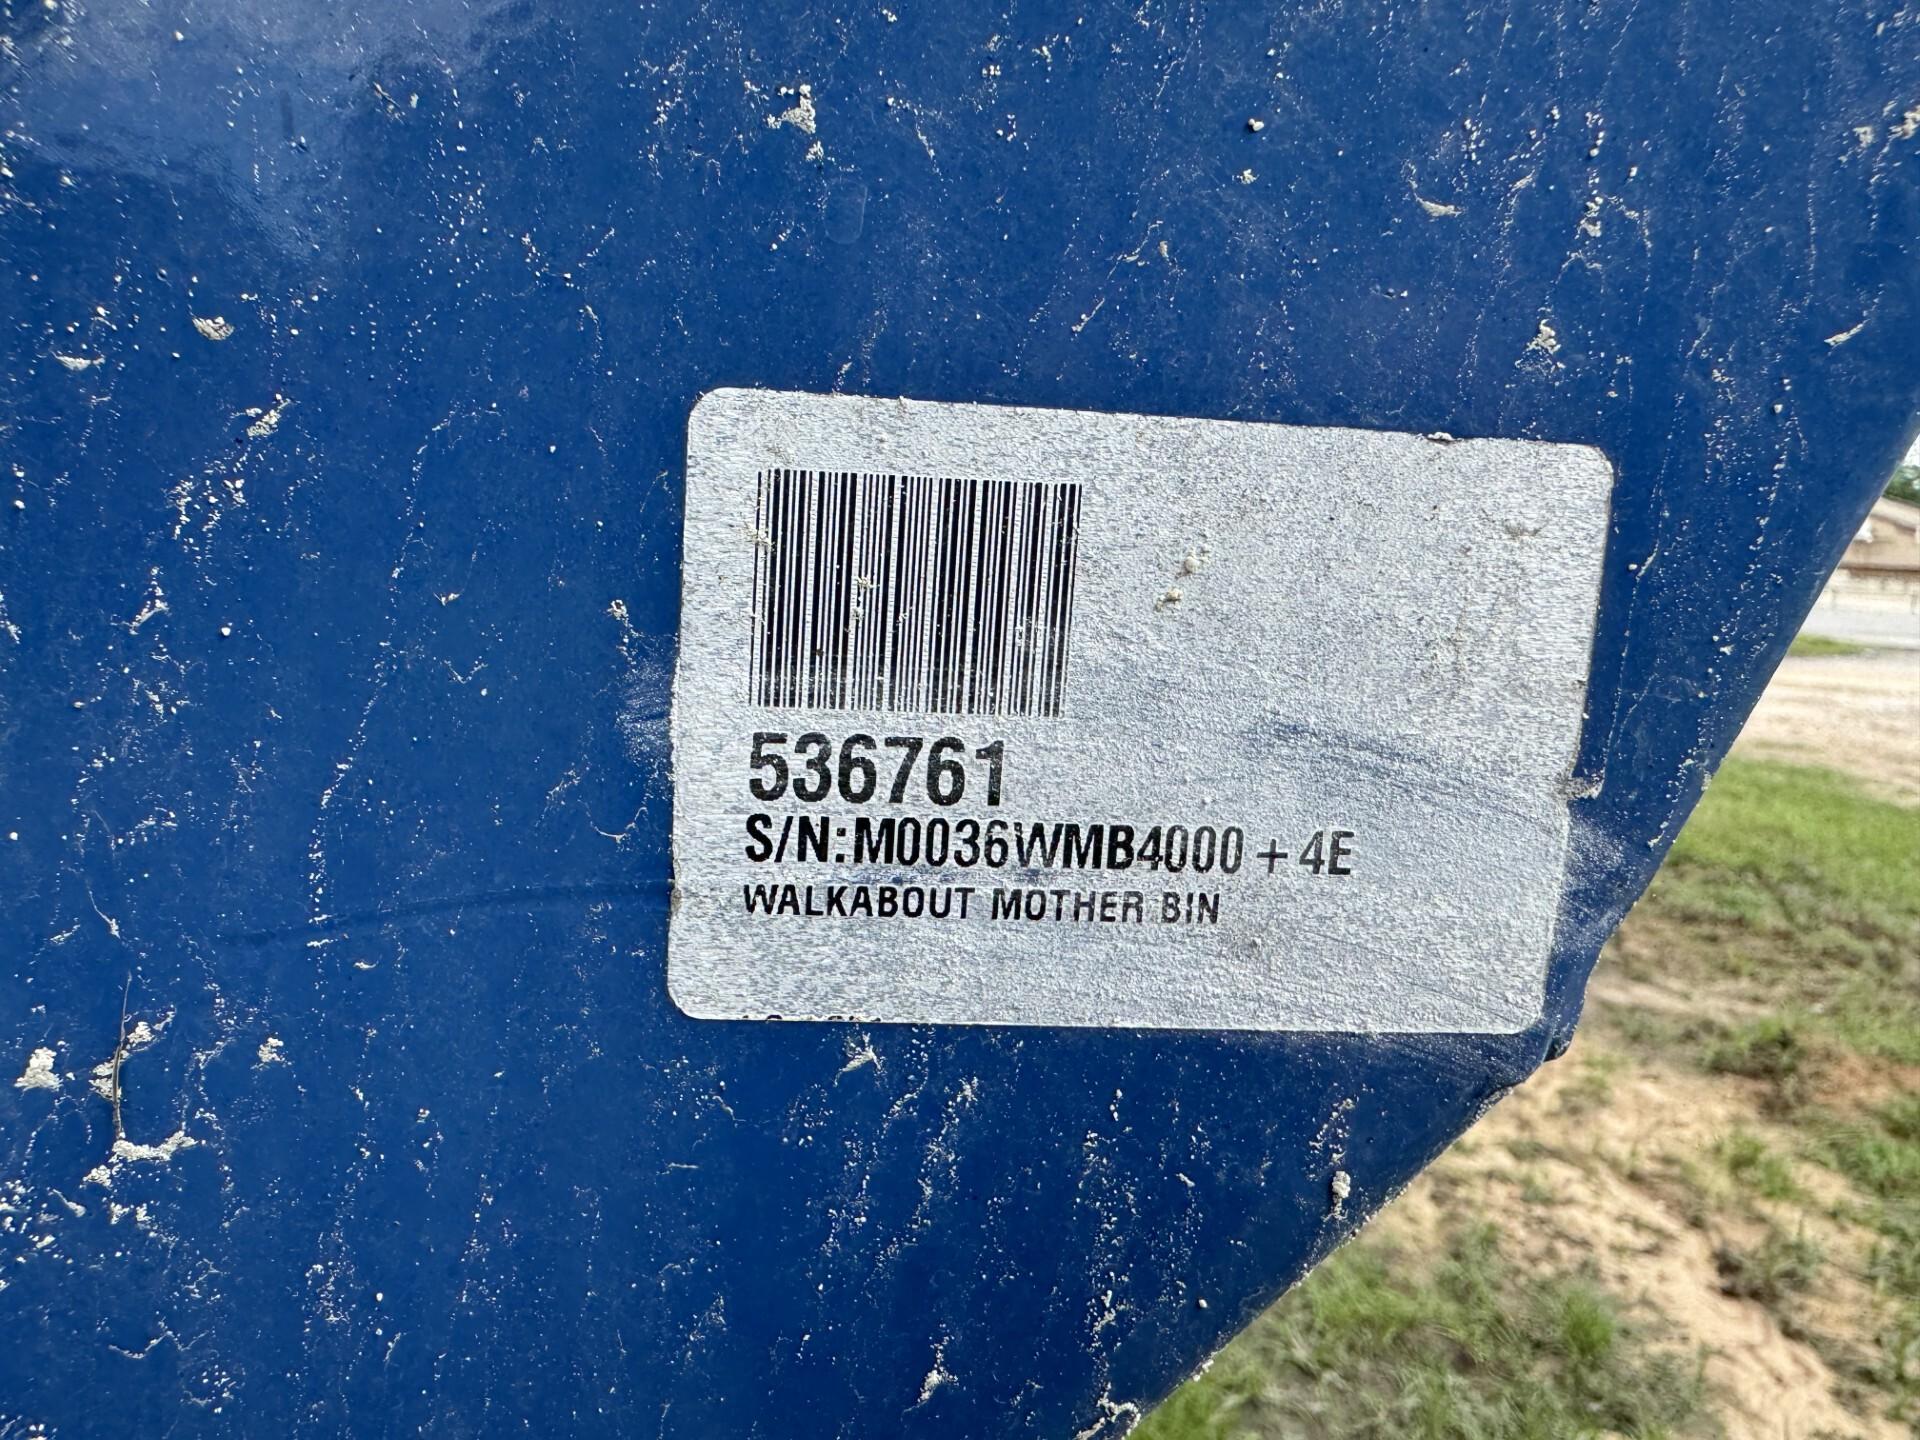 536761
S/N:M0036WMB4000+4E
WALKABOUT MOTHER BIN